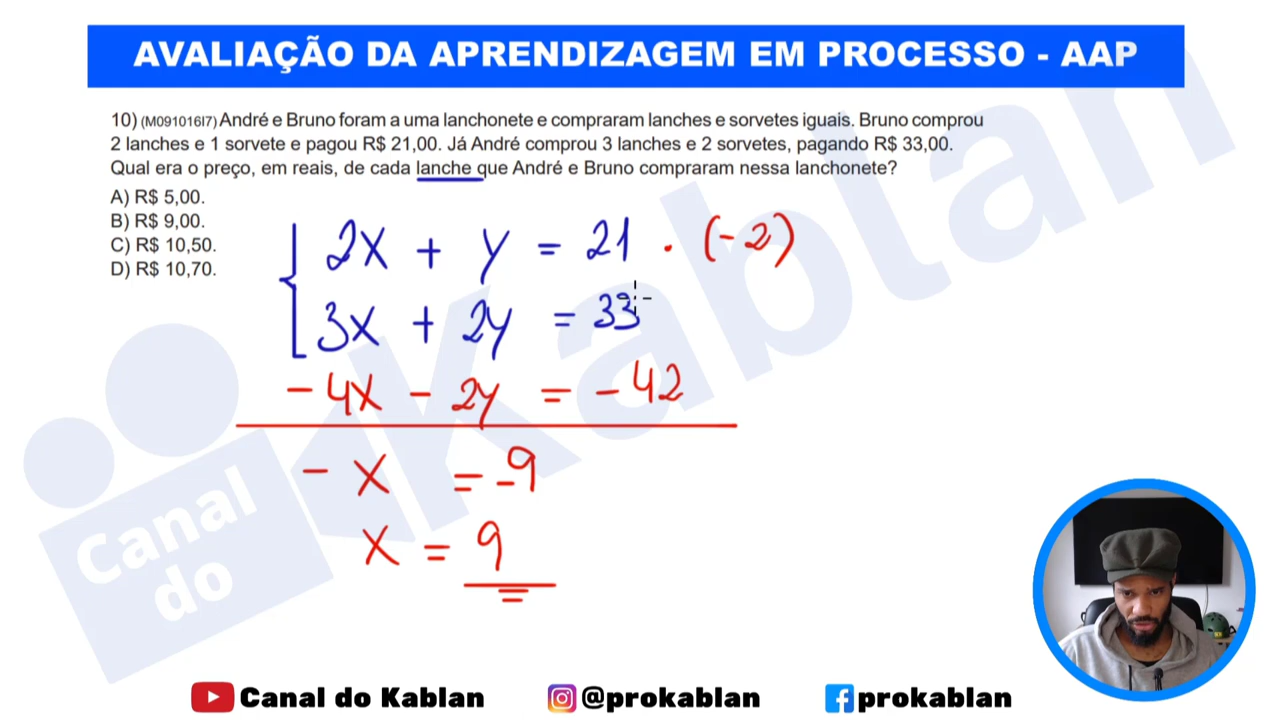 AVALIAÇÃO DA APRENDIZAGEM EM PROCESSO - AAP
10) (M091016I7) André e Bruno foram a uma lanchonete e compraram lanches e sorvetes iguais. Bruno comprou
2 lanches e 1 sorvete e pagou R$ 21,00. Já André comprou 3 lanches e 2 sorvetes, pagando R$ 33,00.
Qual era o preço, em reais, de cada lanche que André e Bruno compraram nessa lanchonete?
A) R$ 5,00.
B) R$ 9,00.
C) R$ 10,50.
D) R$ 10,70.
2x + y = 21 . (-2)
3x + 2y = 33
-4x - 2y = -42
-x = -9
x = 9
Canal
do
Kablan
Canal do Kablan @prokablan prokablan